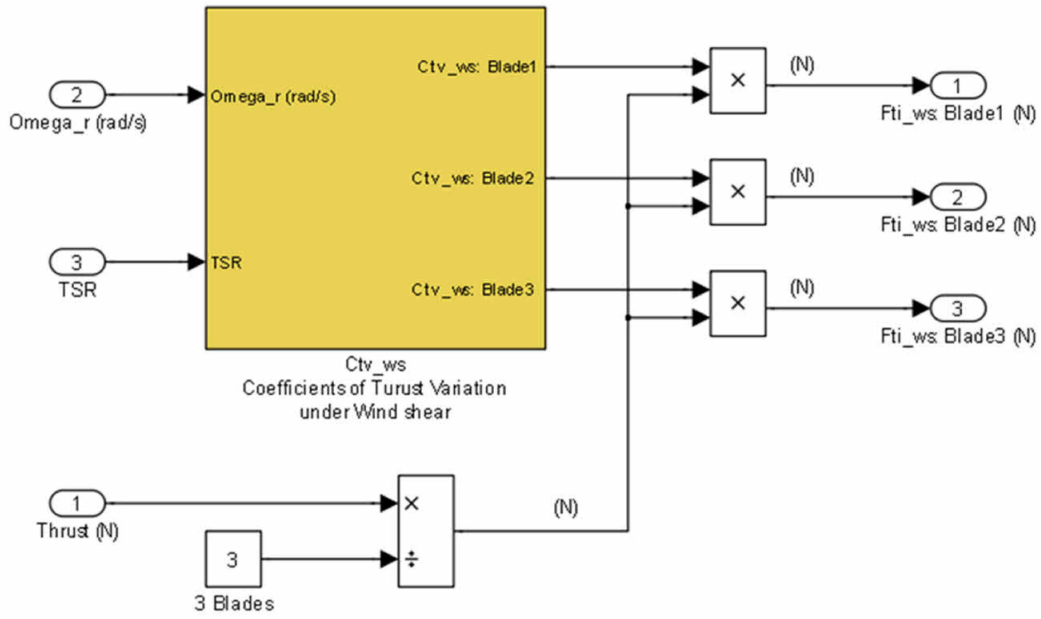 Ctv_ws: Blade1
(N)
×
2
Omega_r (rad/s)
Omega_r (rad/s)
1
Fti_ws: Blade1 (N)
Ctv_ws: Blade2
(N)
×
2
Fti_ws: Blade2 (N)
3
TSR
TSR
Ctv_ws: Blade3
(N)
×
3
Fti_ws: Blade3 (N)
Ctv_ws
Coefficients of Turust Variation
under Wind shear
1
Thrust (N)
×
÷
(N)
3
3 Blades